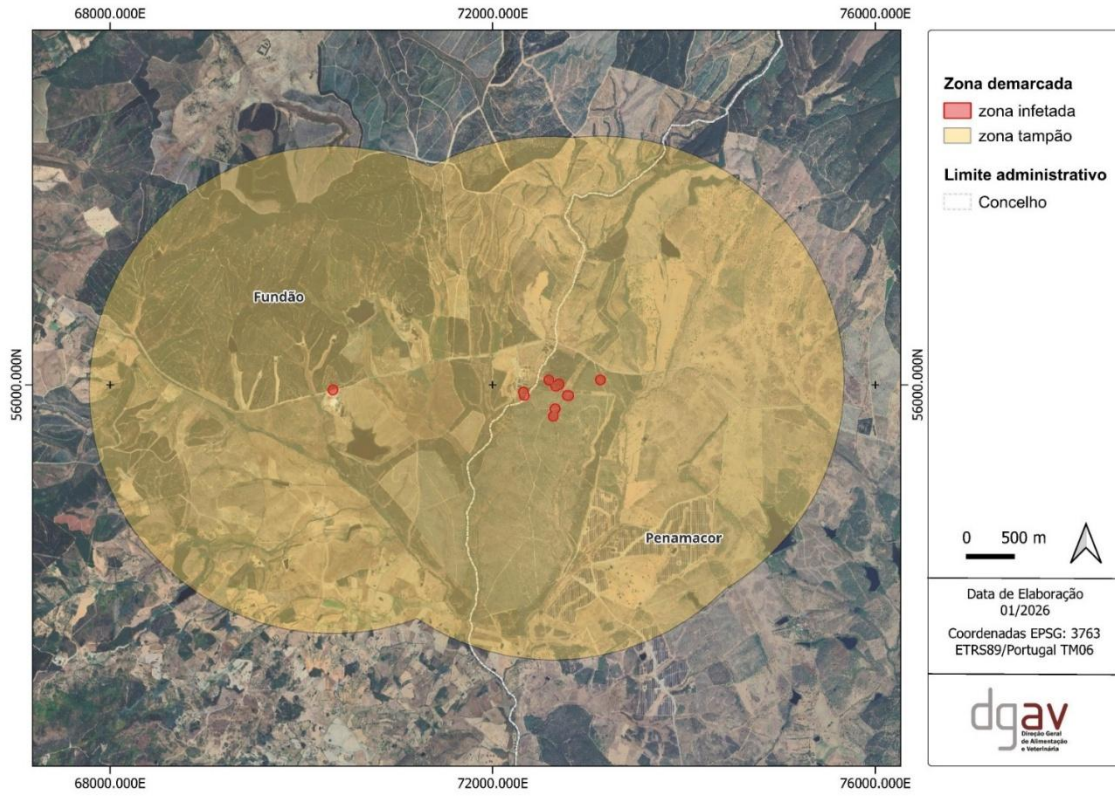 68000.000E
72000.000E
76000.000E
56000.000N
Fundão
Penamacor
56000.000N
68000.000E
72000.000E
76000.000E
Zona demarcada
zona infetada
zona tampão
Limite administrativo
Concelho
0 500 m
Data de Elaboração
01/2026
Coordenadas EPSG: 3763
ETRS89/Portugal TM06
dgav
Direção Geral
de Alimentação
e Veterinária